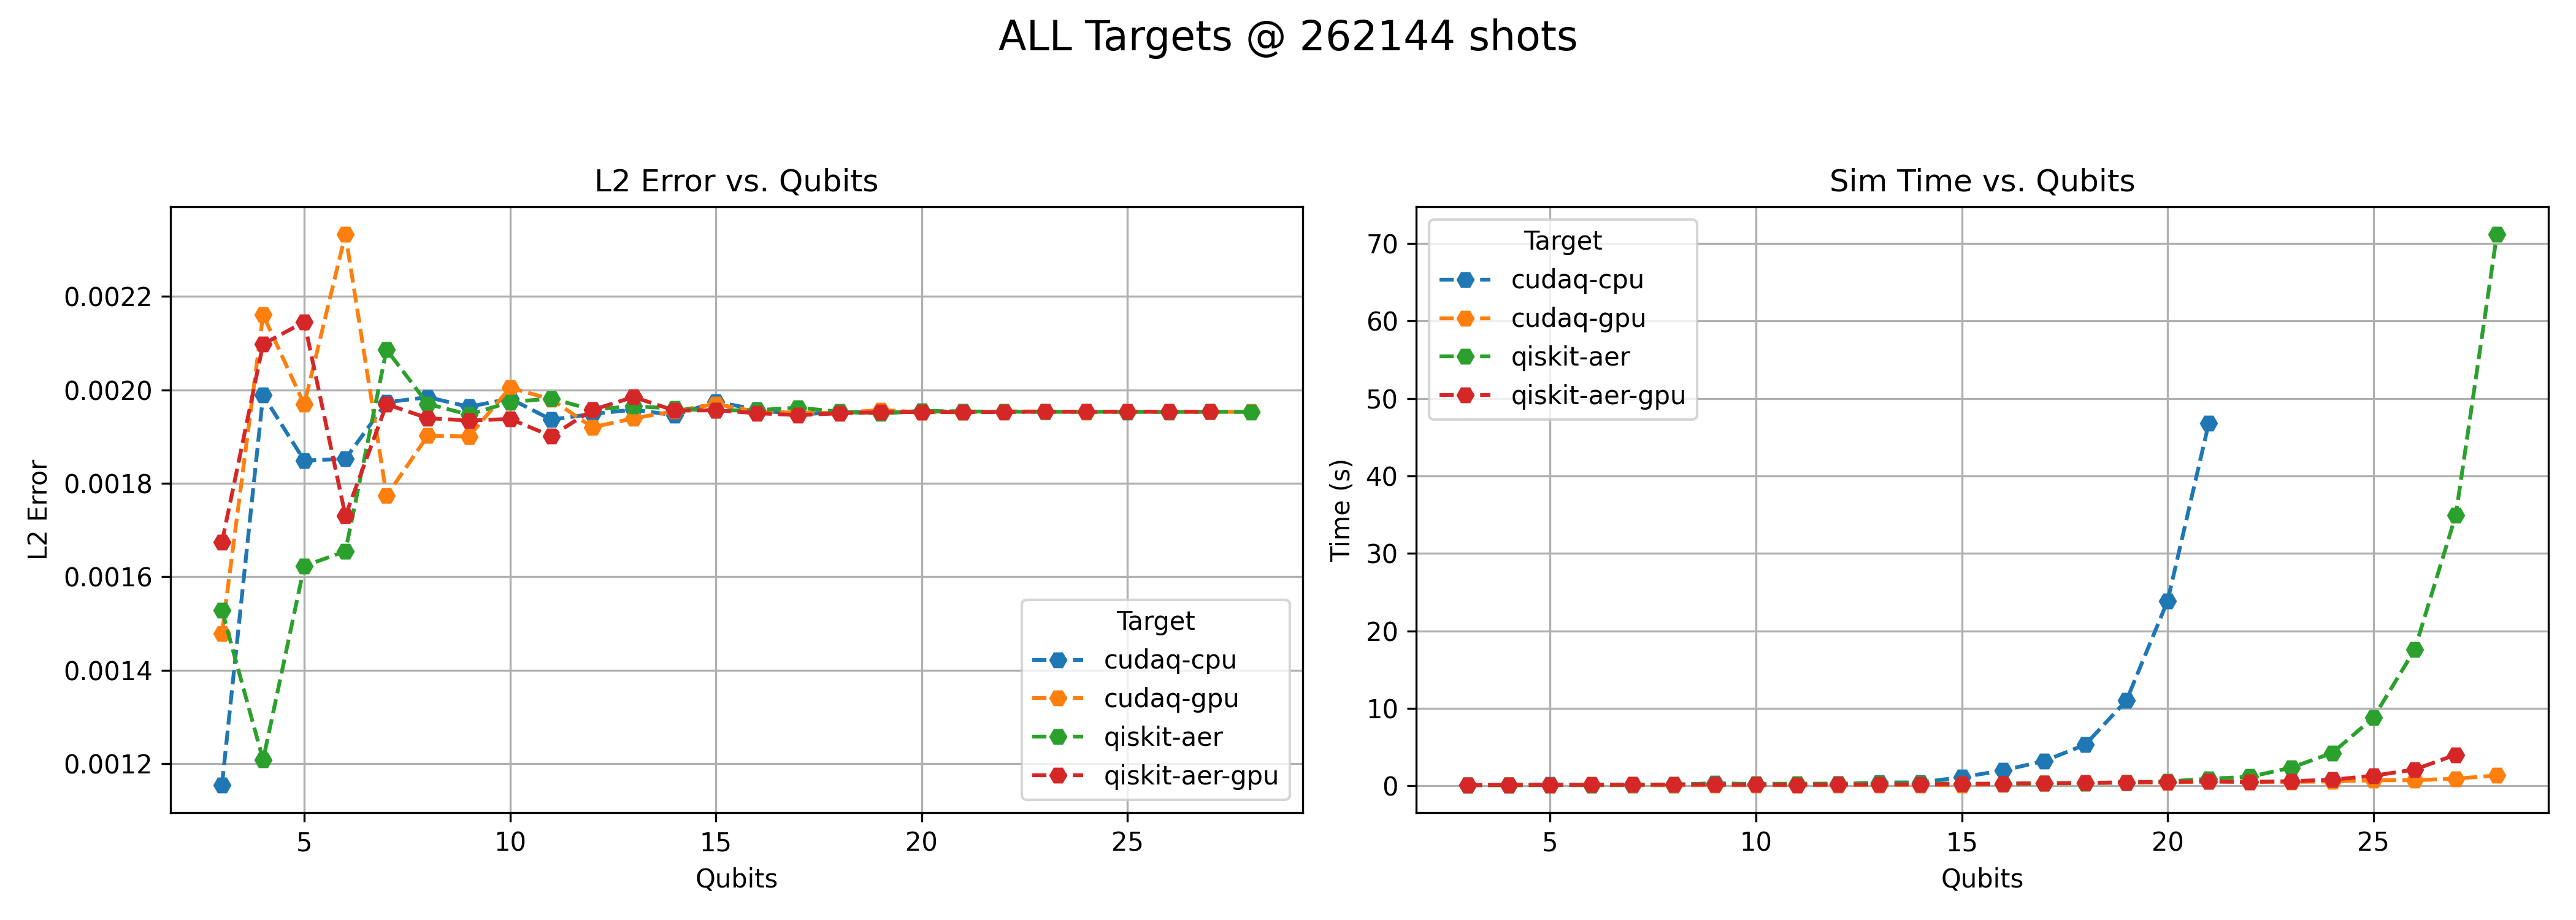 ALL Targets @ 262144 shots
L2 Error vs. Qubits
L2 Error
0.0022
0.0020
0.0018
0.0016
0.0014
0.0012
5
10
15
20
25
Qubits
Target
cudaq-cpu
cudaq-gpu
qiskit-aer
qiskit-aer-gpu
Sim Time vs. Qubits
Time (s)
70
60
50
40
30
20
10
0
5
10
15
20
25
Qubits
Target
cudaq-cpu
cudaq-gpu
qiskit-aer
qiskit-aer-gpu